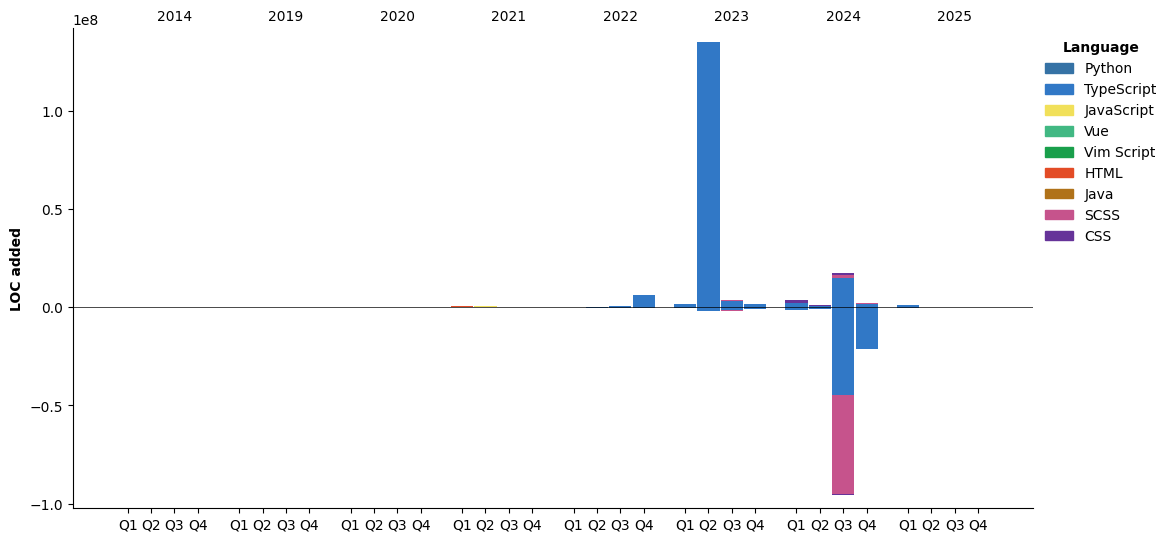 1e8
2014 2019 2020 2021 2022 2023 2024 2025
Language
Python
TypeScript
JavaScript
Vue
Vim Script
HTML
Java
SCSS
CSS
LOC added
1.0
0.5
0.0
−0.5
−1.0
Q1 Q2 Q3 Q4 Q1 Q2 Q3 Q4 Q1 Q2 Q3 Q4 Q1 Q2 Q3 Q4 Q1 Q2 Q3 Q4 Q1 Q2 Q3 Q4 Q1 Q2 Q3 Q4 Q1 Q2 Q3 Q4